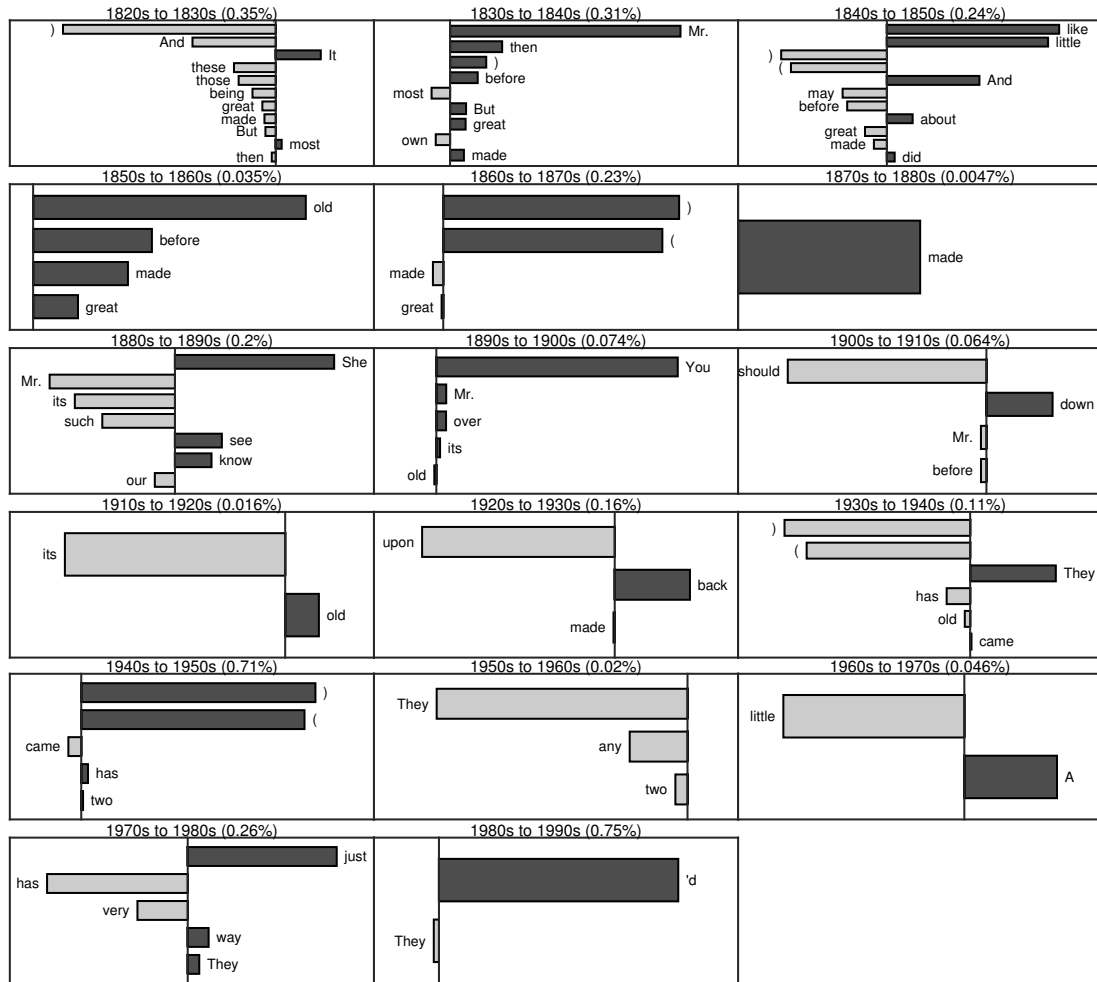 1820s to 1830s (0.35%)
)
And
It
these
those
being
great
made
But
most
then
1830s to 1840s (0.31%)
Mr.
then
)
before
most
But
great
own
made
1840s to 1850s (0.24%)
like
little
)
(
And
may
before
about
great
made
did
1850s to 1860s (0.035%)
old
before
made
great
1860s to 1870s (0.23%)
)
(
made
great
1870s to 1880s (0.0047%)
made
1880s to 1890s (0.2%)
She
Mr.
its
such
see
know
our
1890s to 1900s (0.074%)
You
Mr.
over
its
old
1900s to 1910s (0.064%)
should
down
Mr.
before
1910s to 1920s (0.016%)
its
old
1920s to 1930s (0.16%)
upon
back
made
1930s to 1940s (0.11%)
)
(
They
has
old
came
1940s to 1950s (0.71%)
)
(
came
has
two
1950s to 1960s (0.02%)
They
any
two
1960s to 1970s (0.046%)
little
A
1970s to 1980s (0.26%)
just
has
very
way
They
1980s to 1990s (0.75%)
'd
They